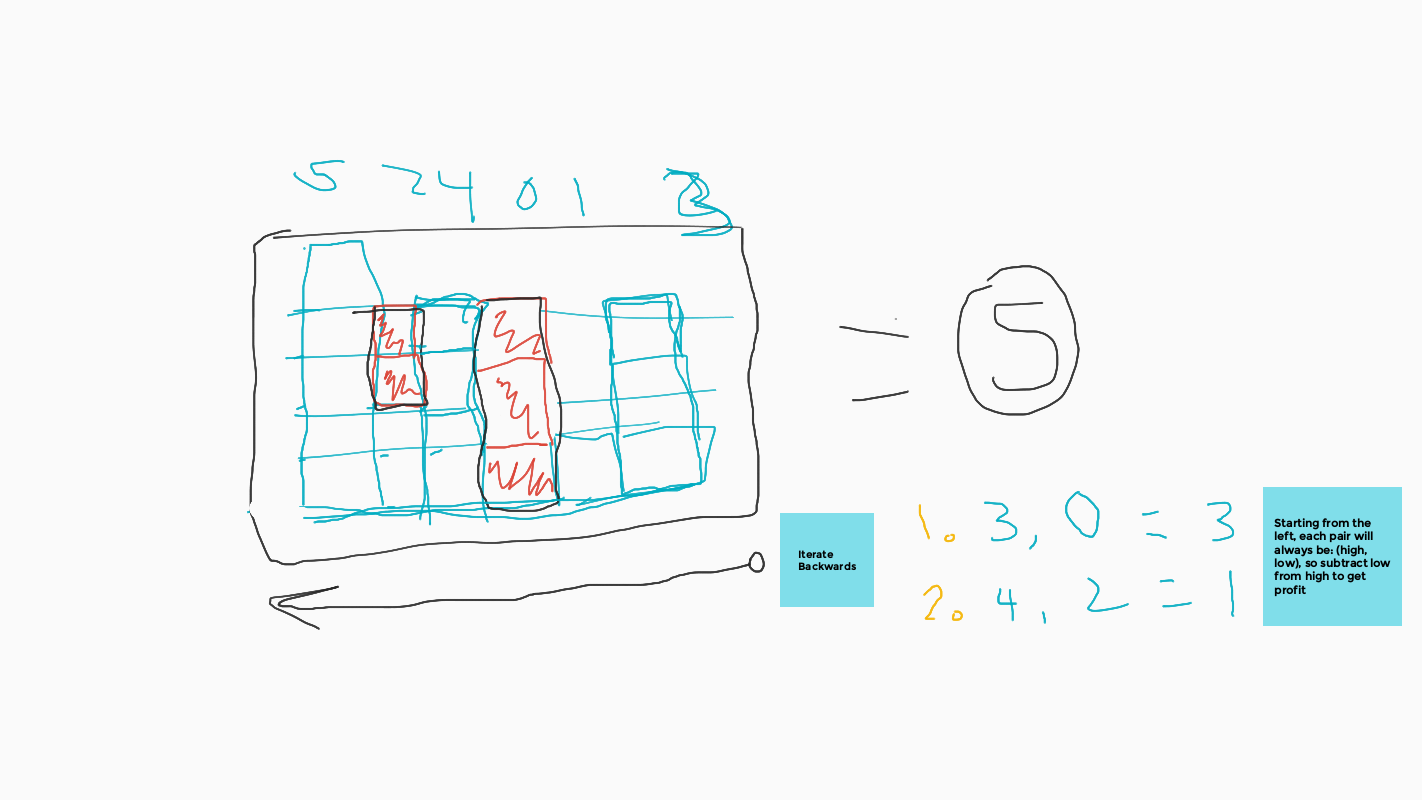 5 2 4 0 1 3
= 5
Iterate
Backwards
1. 3, 0 = 3
2. 4, 2 = 1
Starting from the
left, each pair will
always be: (high,
low), so subtract low
from high to get
profit